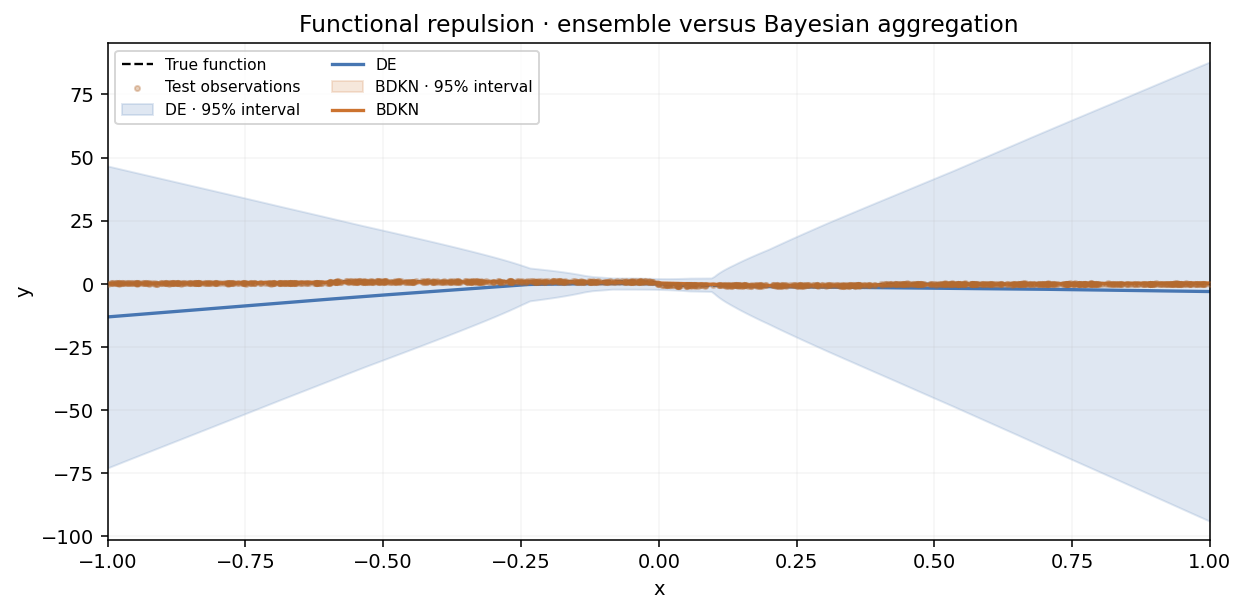 Functional repulsion · ensemble versus Bayesian aggregation
True function
Test observations
DE · 95% interval
DE
BDKN · 95% interval
BDKN
75
50
25
0
−25
−50
−75
−100
y
−1.00 −0.75 −0.50 −0.25 0.00 0.25 0.50 0.75 1.00
x